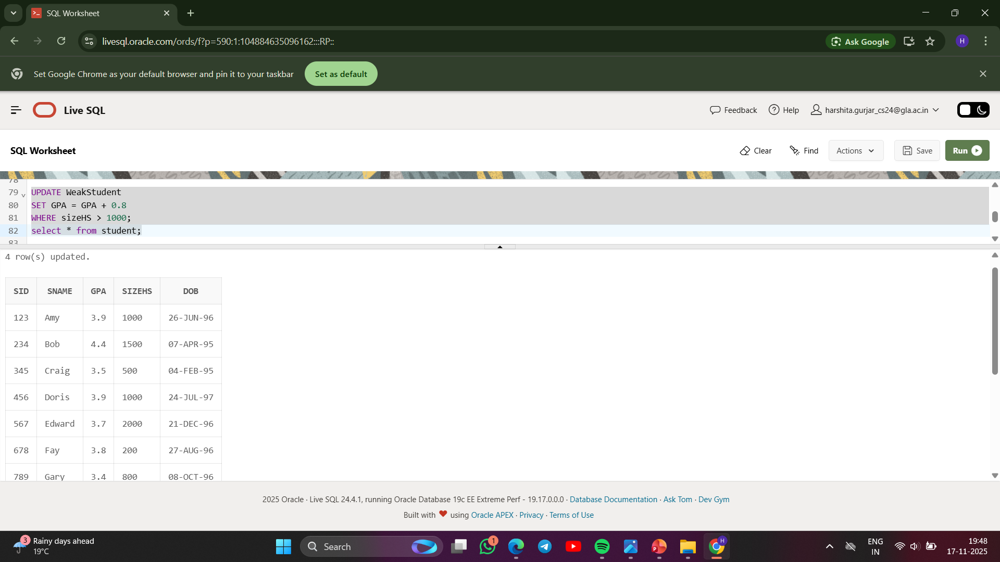 SQL Worksheet
livesql.oracle.com/ords/f?p=590:1:104884635096162:::RP::
Ask Google
H
Set Google Chrome as your default browser and pin it to your taskbar
Set as default
Live SQL
Feedback
Help
harshita.gurjar_cs24@gla.ac.in
SQL Worksheet
Clear
Find
Actions
Save
Run
78
79 UPDATE WeakStudent
80 SET GPA = GPA + 0.8
81 WHERE sizeHS > 1000;
82 select * from student;
83
4 row(s) updated.
SID SNAME GPA SIZEHS DOB
123 Amy 3.9 1000 26-JUN-96
234 Bob 4.4 1500 07-APR-95
345 Craig 3.5 500 04-FEB-95
456 Doris 3.9 1000 24-JUL-97
567 Edward 3.7 2000 21-DEC-96
678 Fay 3.8 200 27-AUG-96
789 Gary 3.4 800 08-OCT-96
2025 Oracle · Live SQL 24.4.1, running Oracle Database 19c EE Extreme Perf - 19.17.0.0.0 · Database Documentation · Ask Tom · Dev Gym
Built with ❤ using Oracle APEX · Privacy · Terms of Use
3
Rainy days ahead
19°C
Search
1
P
H
ENG
IN
19:48
17-11-2025